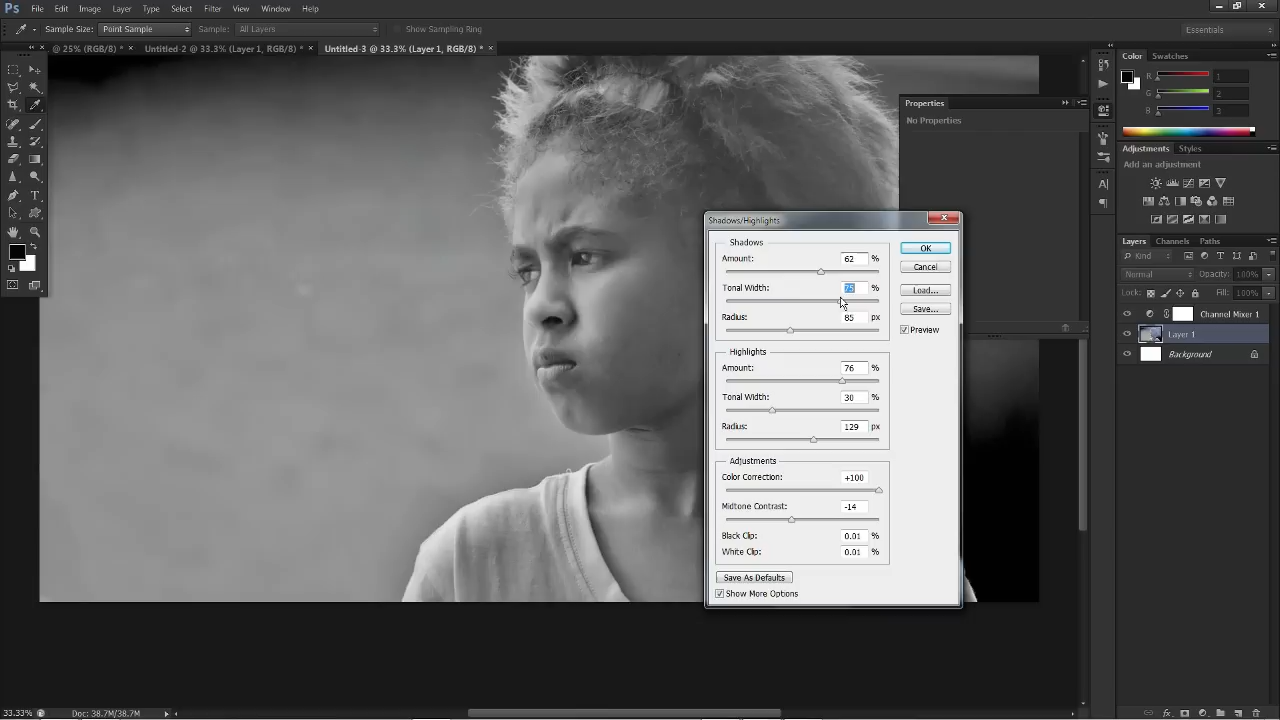 Ps File Edit Image Layer Type Select Filter View Window Help
Sample Size: Point Sample Sample: All Layers Show Sampling Ring Essentials
@ 25% (RGB/8) * × Untitled-2 @ 33.3% (Layer 1, RGB/8) * × Untitled-3 @ 33.3% (Layer 1, RGB/8) * ×
Color Swatches
R 1
G 2
B 3
Properties
No Properties
Adjustments Styles
Add an adjustment
Shadows/Highlights
Shadows
Amount: 62 %
Tonal Width: 75 %
Radius: 85 px
Highlights
Amount: 76 %
Tonal Width: 30 %
Radius: 129 px
Adjustments
Color Correction: +100
Midtone Contrast: -14
Black Clip: 0.01 %
White Clip: 0.01 %
Save As Defaults
Show More Options
OK
Cancel
Load...
Save...
Preview
Layers Channels Paths
Kind
Normal Opacity: 100%
Lock: Fill: 100%
Channel Mixer 1
Layer 1
Background
33.33% Doc: 38.7M/38.7M